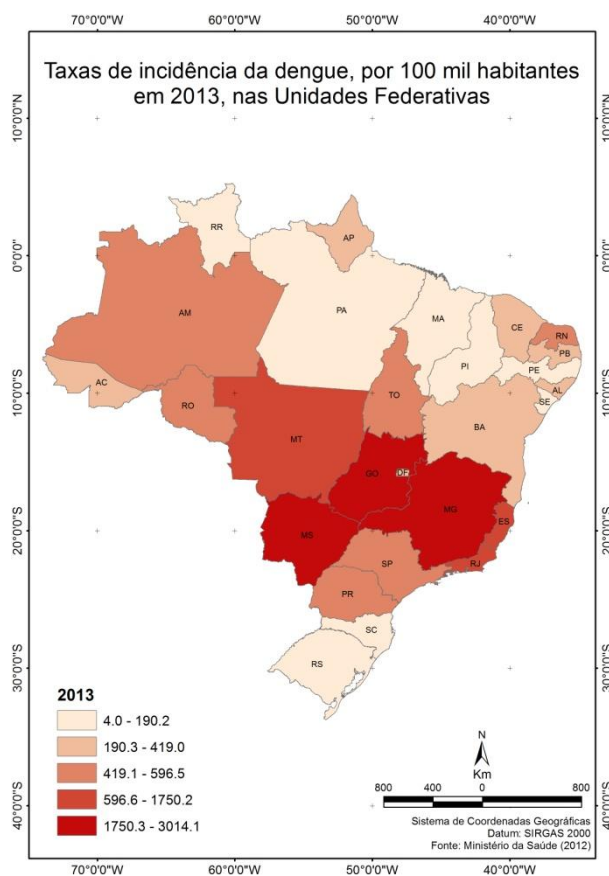 Taxas de incidência da dengue, por 100 mil habitantes
em 2013, nas Unidades Federativas
70°0'0"W 60°0'0"W 50°0'0"W 40°0'0"W
10°0'0"N 10°0'0"N
RR AP
0°0'0" 0°0'0"
AM PA MA CE RN
PB
PI PE
AC AL
10°0'0"S 10°0'0"S
RO TO SE
BA
MT
GO DF
MS MG ES
20°0'0"S 20°0'0"S
SP RJ
PR
SC
RS
30°0'0"S 30°0'0"S
2013
4.0 - 190.2
190.3 - 419.0
419.1 - 596.5
596.6 - 1750.2
1750.3 - 3014.1
N
Km
800 400 0 800
Sistema de Coordenadas Geográficas
Datum: SIRGAS 2000
Fonte: Ministério da Saúde (2012)
40°0'0"S 40°0'0"S
70°0'0"W 60°0'0"W 50°0'0"W 40°0'0"W